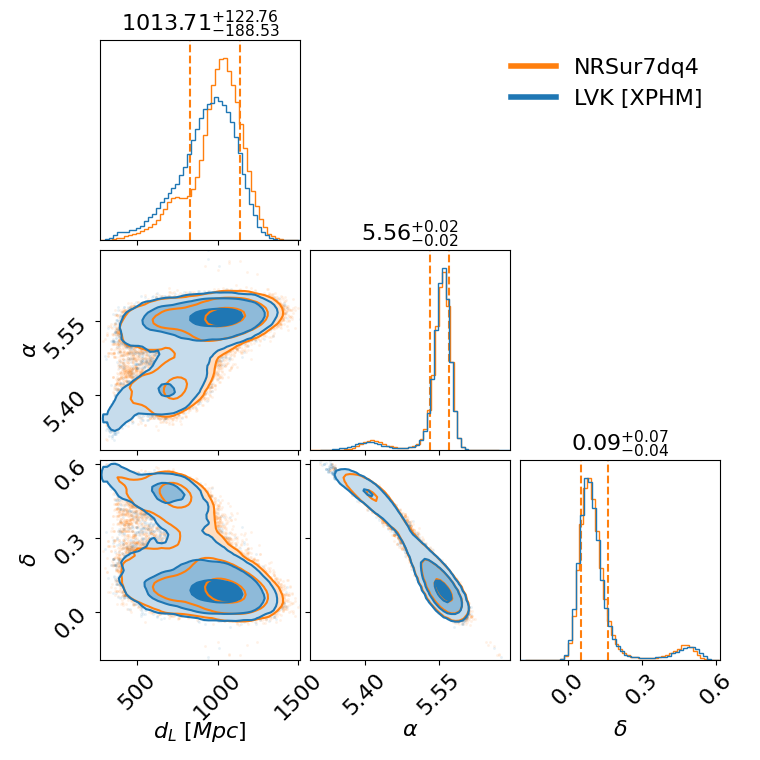 1013.71+122.76−188.53
NRSur7dq4
LVK [XPHM]
5.56+0.02−0.02
α
5.55
5.40
0.09+0.07−0.04
δ
0.6
0.3
0.0
500
1000
1500
5.40
5.55
0.0
0.3
0.6
d_L [Mpc]
α
δ